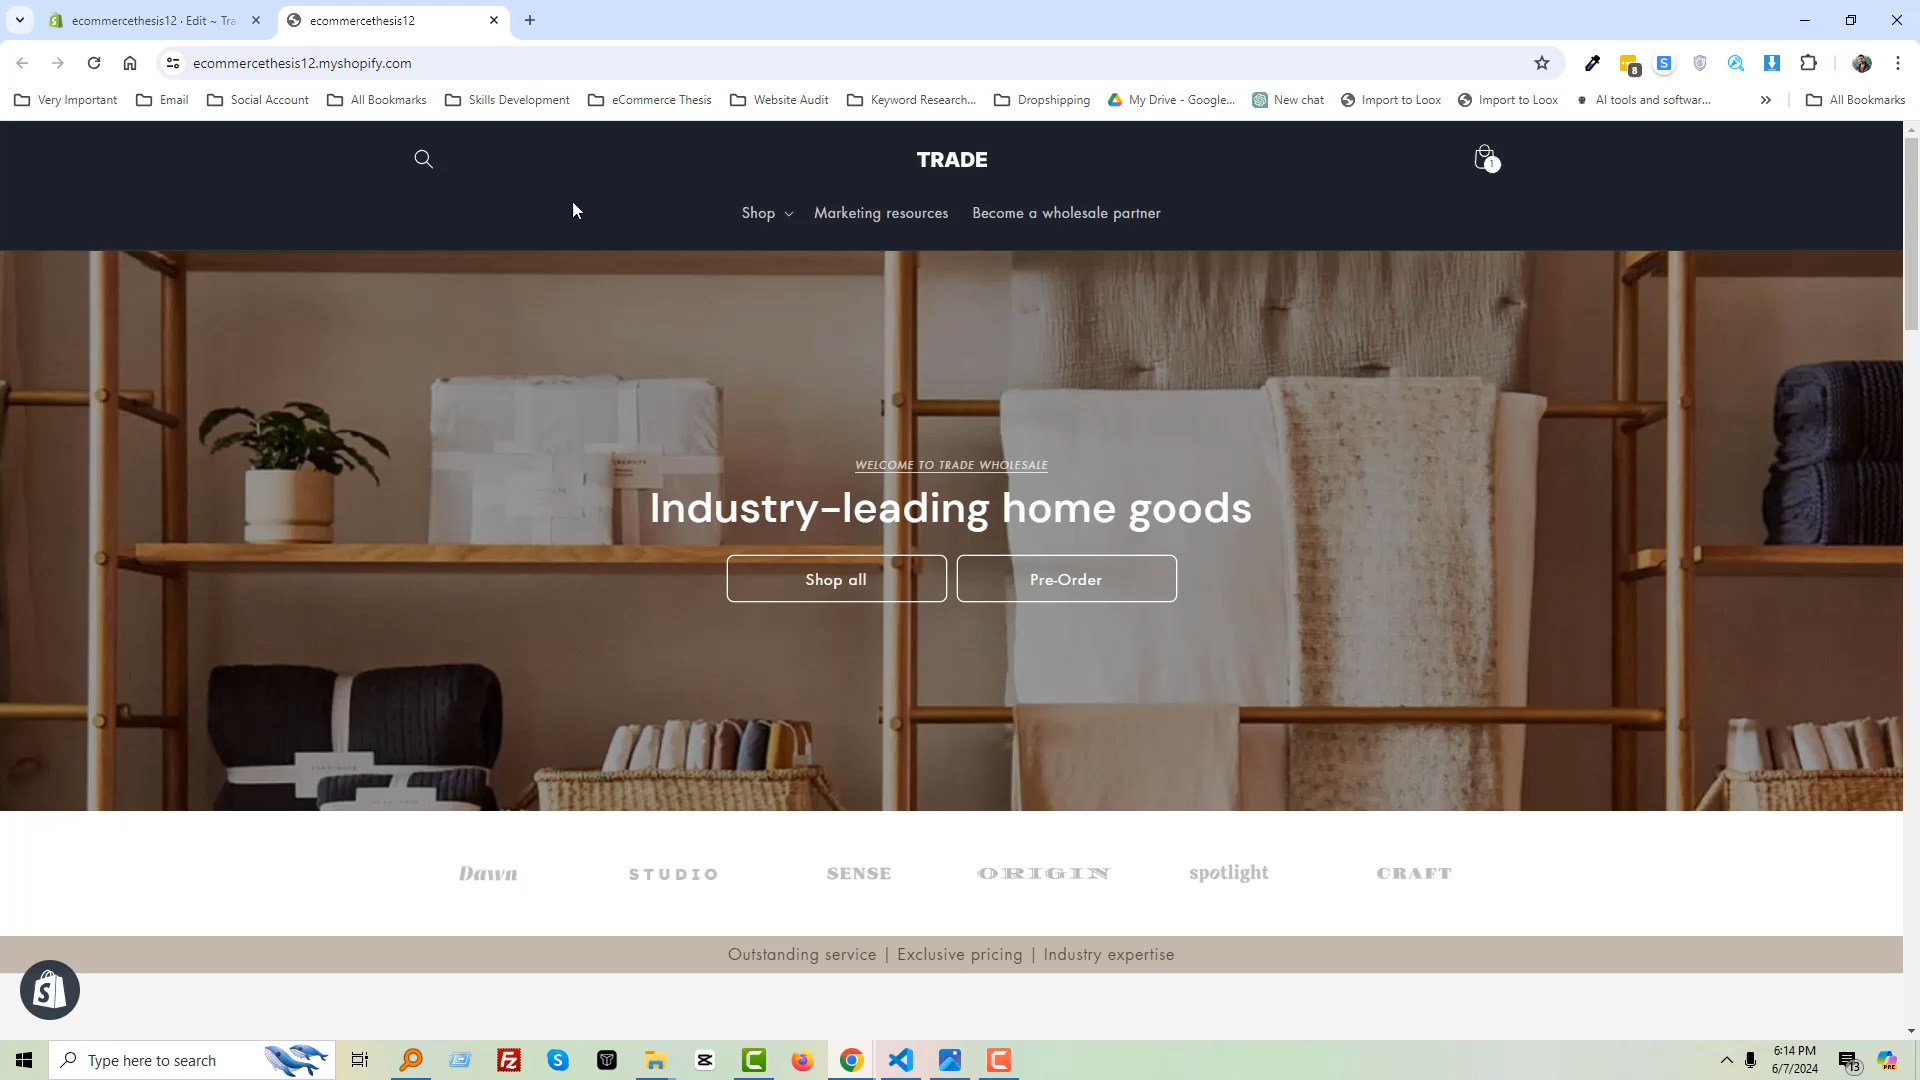 ecommercethesis12 · Edit ~ Tra
ecommercethesis12
ecommercethesis12.myshopify.com
8
Very Important
Email
Social Account
All Bookmarks
Skills Development
eCommerce Thesis
Website Audit
Keyword Research...
Dropshipping
My Drive - Google...
New chat
Import to Loox
Import to Loox
AI tools and softwar...
All Bookmarks
TRADE
1
Shop
Marketing resources
Become a wholesale partner
WELCOME TO TRADE WHOLESALE
Industry-leading home goods
Shop all
Pre-Order
Dawn
STUDIO
SENSE
ORIGIN
spotlight
CRAFT
Outstanding service | Exclusive pricing | Industry expertise
Type here to search
6:14 PM
6/7/2024
13
PRE